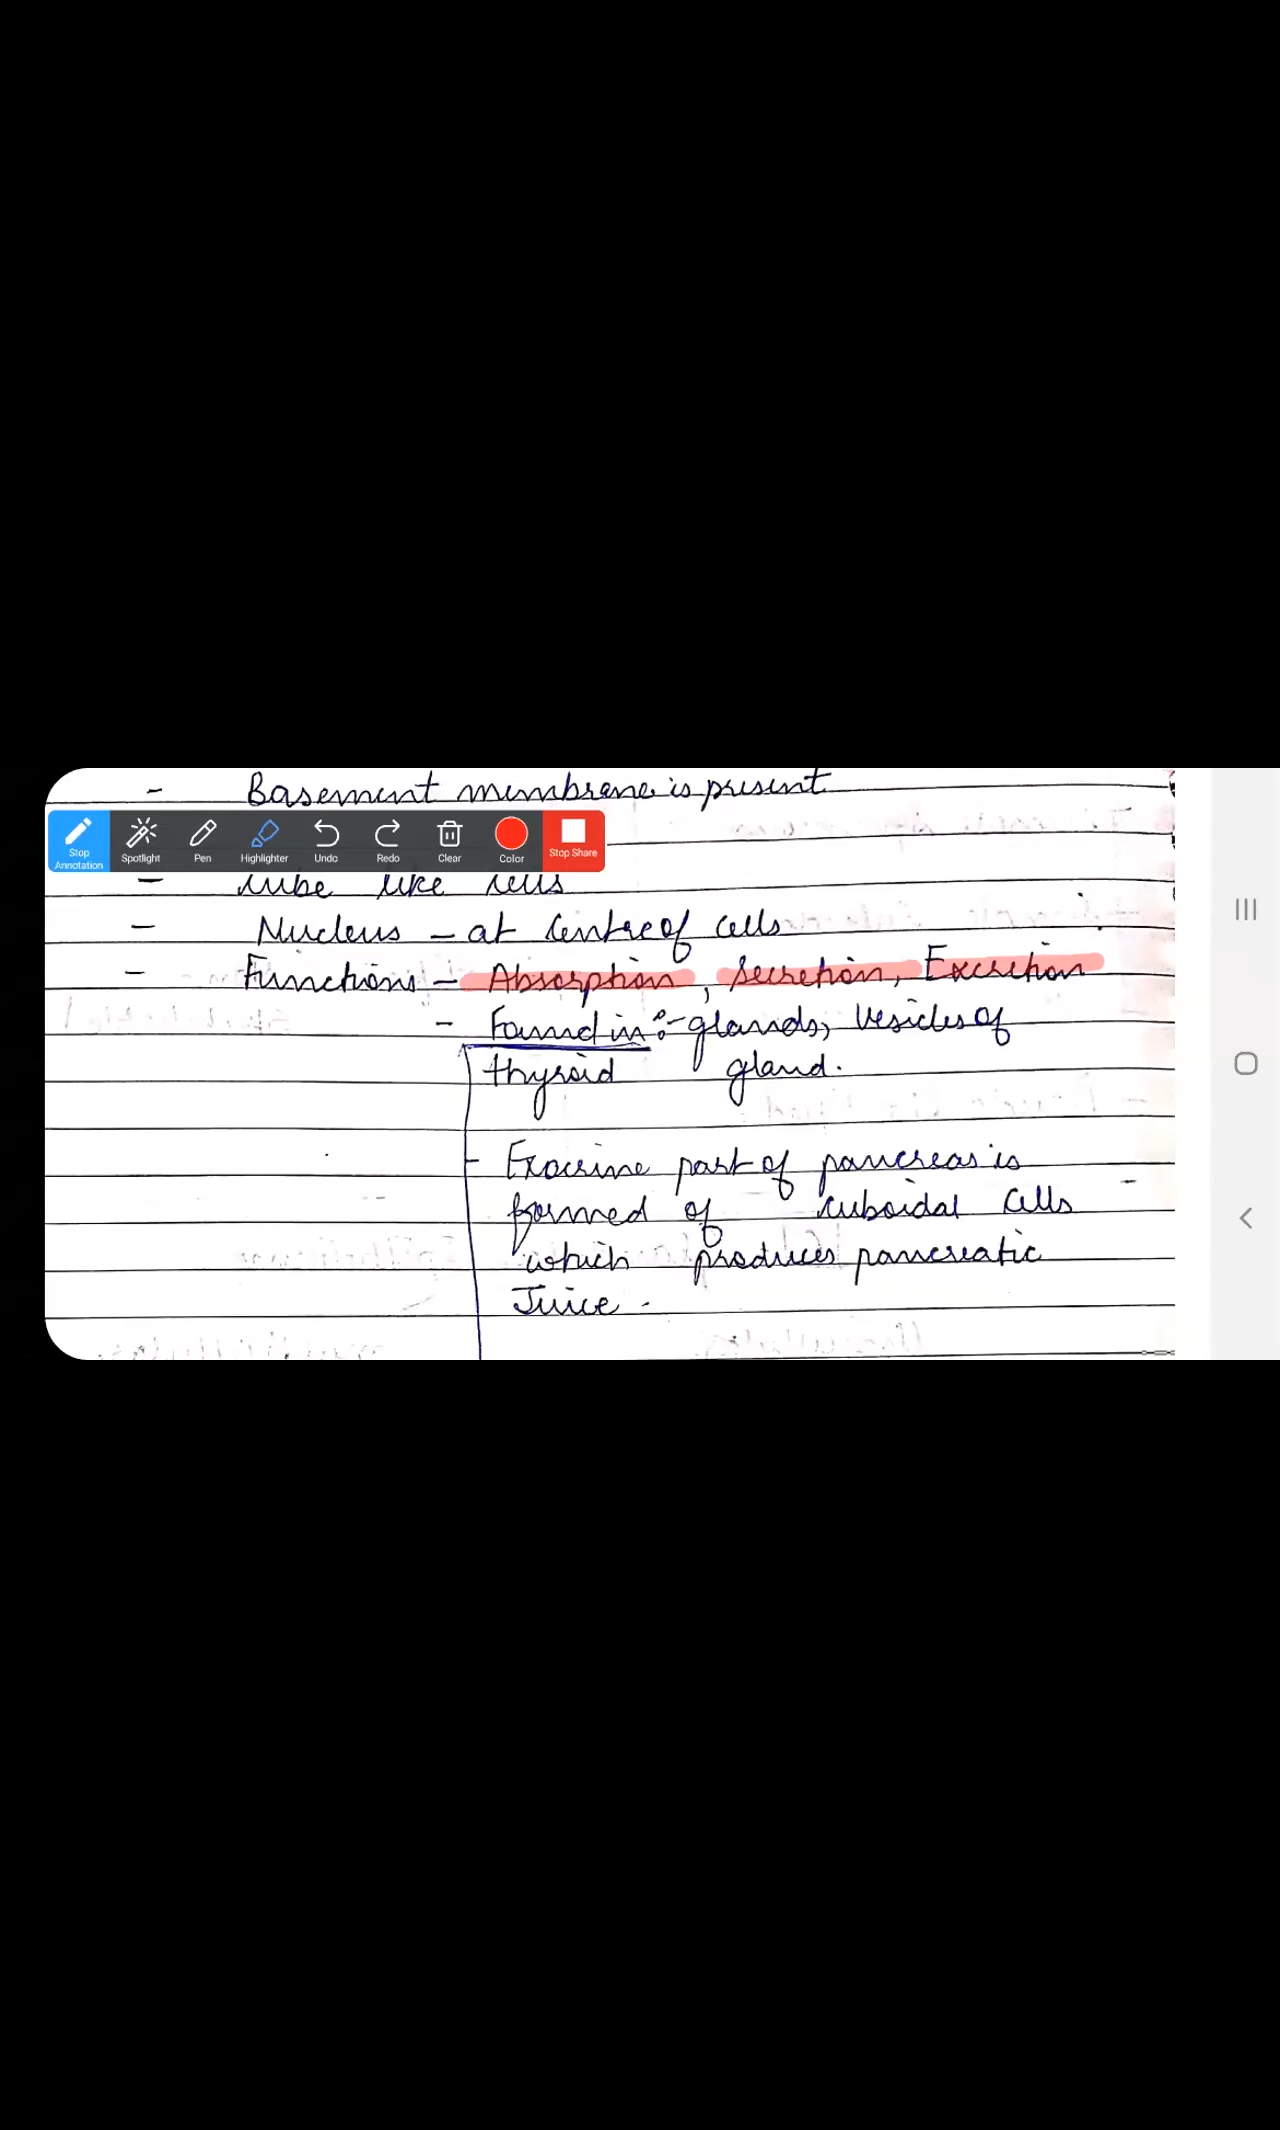 - Basement membrane is present
Stop Annotation Spotlight Pen Highlighter Undo Redo Clear Color Stop Share
- cube like cells
- Nucleus - at centre of cells
- Functions - Absorption, Secretion, Excretion
- Found in :- glands, vesicles of
thyroid gland.
- Exocrine part of pancreas is
formed of cuboidal cells
which produces pancreatic
Juice.